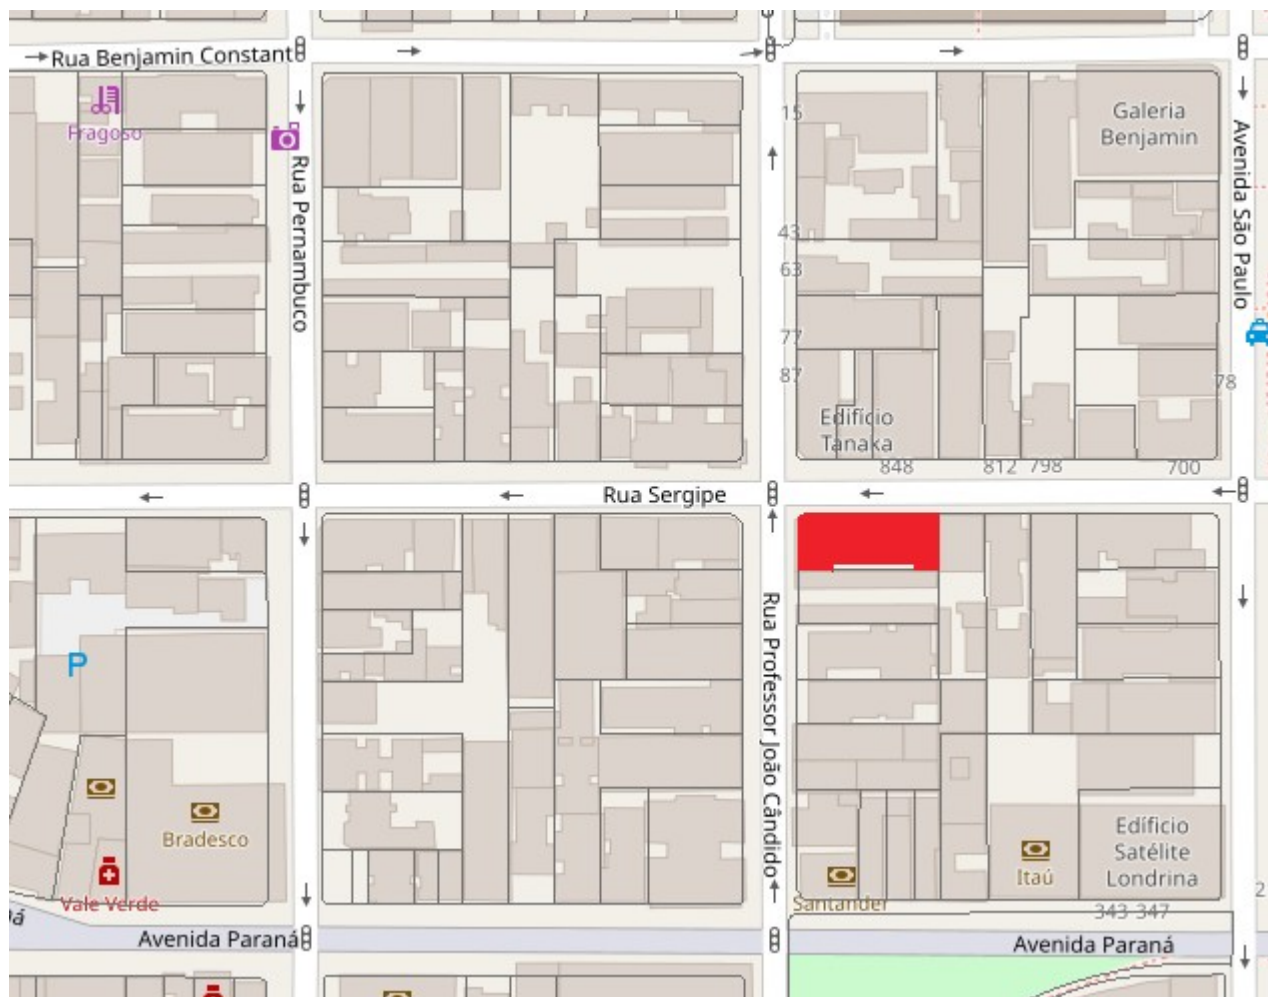 Rua Benjamin Constant
Fragoso
Rua Pernambuco
15
Galeria
Benjamin
Avenida São Paulo
43
63
77
87
78
Edifício
Tanaka
848
812
798
700
Rua Sergipe
Rua Professor João Cândido
P
Bradesco
Vale Verde
Santander
Itaú
Edíficio
Satélite
Londrina
343
347
2
Avenida Paraná
Avenida Paraná